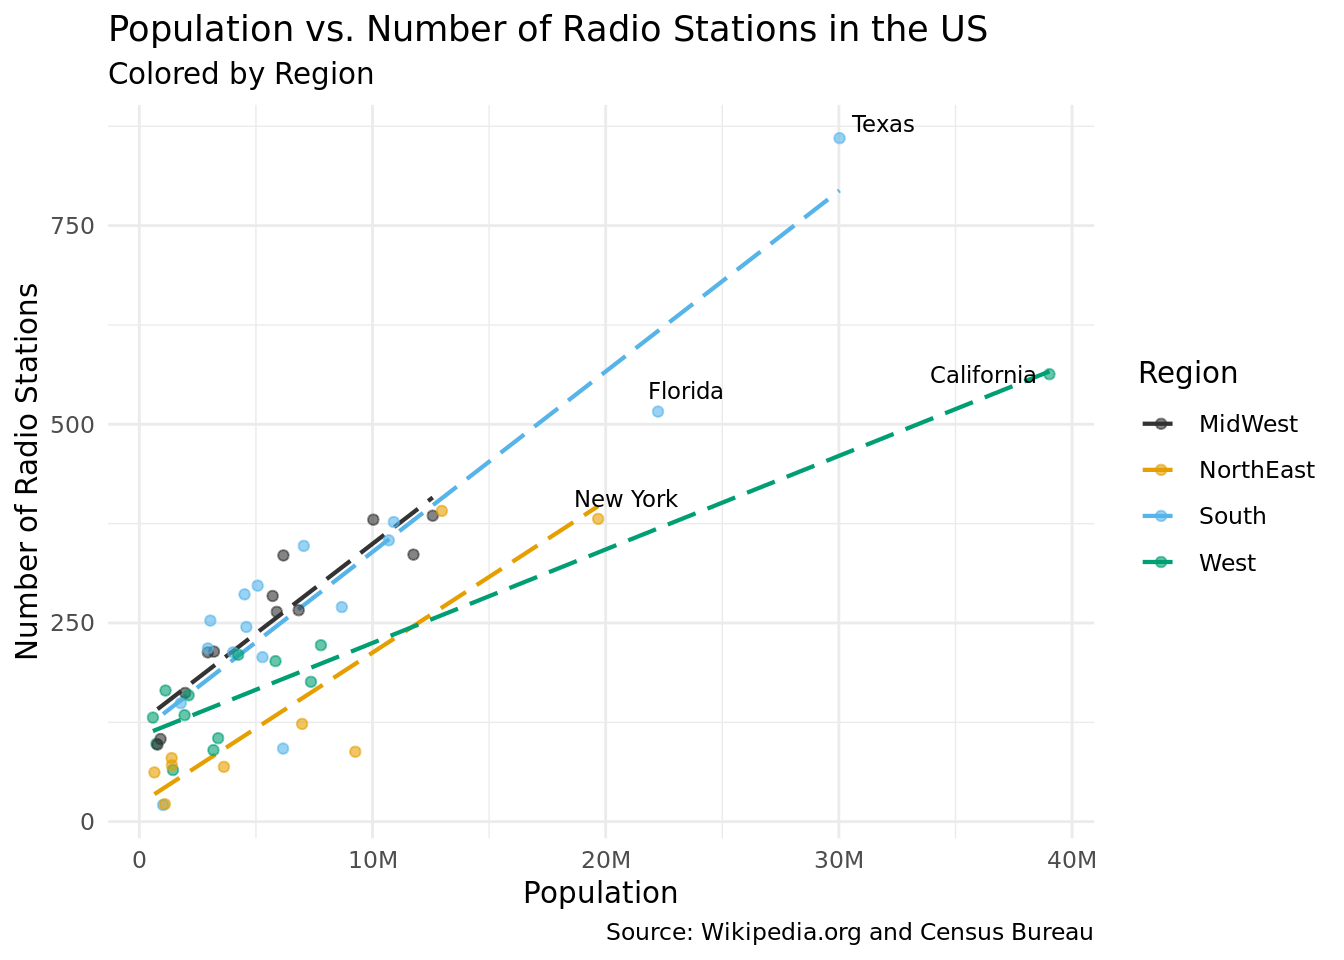 Population vs. Number of Radio Stations in the US
Colored by Region
Texas
750
Number of Radio Stations
California
Florida
500
New York
250
0
0 10M 20M 30M 40M
Population
Region
MidWest
NorthEast
South
West
Source: Wikipedia.org and Census Bureau